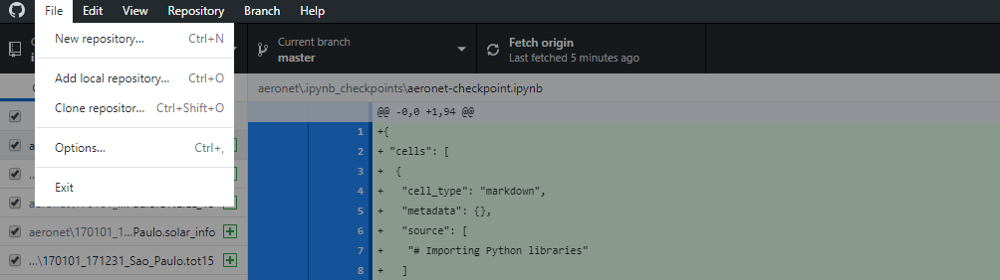 File Edit View Repository Branch Help
New repository... Ctrl+N
Add local repository... Ctrl+O
Clone repositor... Ctrl+Shift+O
Options... Ctrl+,
Exit
Current branch
master
Fetch origin
Last fetched 5 minutes ago
aeronet\.ipynb_checkpoints\aeronet-checkpoint.ipynb
@@ -0,0 +1,94 @@
1 +{
2 + "cells": [
3 + {
4 + "cell_type": "markdown",
5 + "metadata": {},
6 + "source": [
7 + "# Importing Python libraries"
8 + ]
aeronet\170101_1...Paulo.solar_info
...\170101_171231_Sao_Paulo.tot15